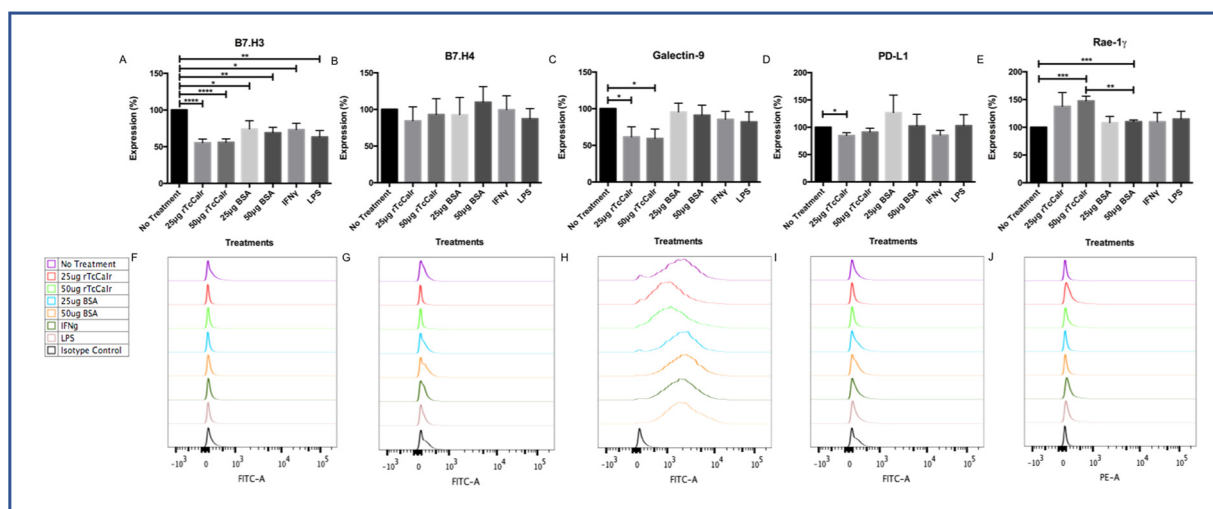 A
B7.H3
Expression (%)
150
100
50
0
****
****
*
**
*
**
No Treatment
25µg rTcCalr
50µg rTcCalr
25µg BSA
50µg BSA
IFNγ
LPS
Treatments
B
B7.H4
Expression (%)
150
100
50
0
No Treatment
25µg rTcCalr
50µg rTcCalr
25µg BSA
50µg BSA
IFNγ
LPS
Treatments
C
Galectin-9
Expression (%)
150
100
50
0
*
*
No Treatment
25µg rTcCalr
50µg rTcCalr
25µg BSA
50µg BSA
IFNγ
LPS
Treatments
D
PD-L1
Expression (%)
200
150
100
50
0
*
No Treatment
25µg rTcCalr
50µg rTcCalr
25µg BSA
50µg BSA
IFNγ
LPS
Treatments
E
Rae-1γ
Expression (%)
200
150
100
50
0
***
***
**
No Treatment
25µg rTcCalr
50µg rTcCalr
25µg BSA
50µg BSA
IFNγ
LPS
Treatments
No Treatment
25ug rTcCalr
50ug rTcCalr
25ug BSA
50ug BSA
IFNg
LPS
Isotype Control
F
-10³ 0 10³ 10⁴ 10⁵
FITC-A
G
-10³ 0 10³ 10⁴ 10⁵
FITC-A
H
-10³ 0 10³ 10⁴ 10⁵
FITC-A
I
-10³ 0 10³ 10⁴ 10⁵
FITC-A
J
-10³ 0 10³ 10⁴ 10⁵
PE-A